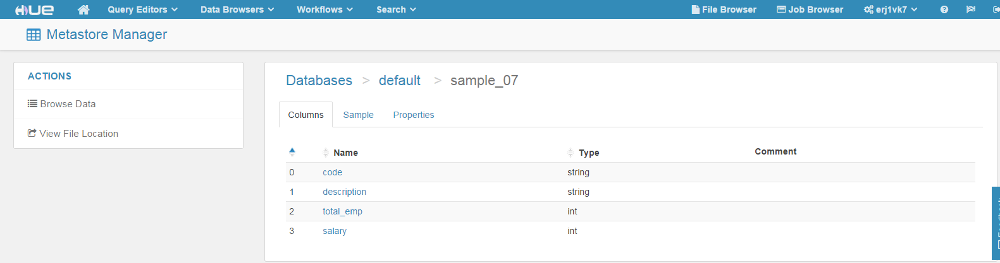 HUE Query Editors Data Browsers Workflows Search File Browser Job Browser erj1vk7
Metastore Manager
ACTIONS
Browse Data
View File Location
Databases > default > sample_07
Columns Sample Properties
Name Type Comment
0 code string
1 description string
2 total_emp int
3 salary int